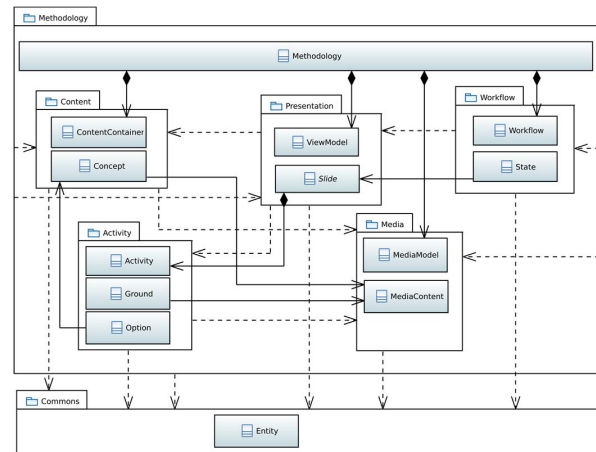 Methodology
Methodology
Content
ContentContainer
Concept
Presentation
ViewModel
Slide
Workflow
Workflow
State
Activity
Activity
Ground
Option
Media
MediaModel
MediaContent
Commons
Entity